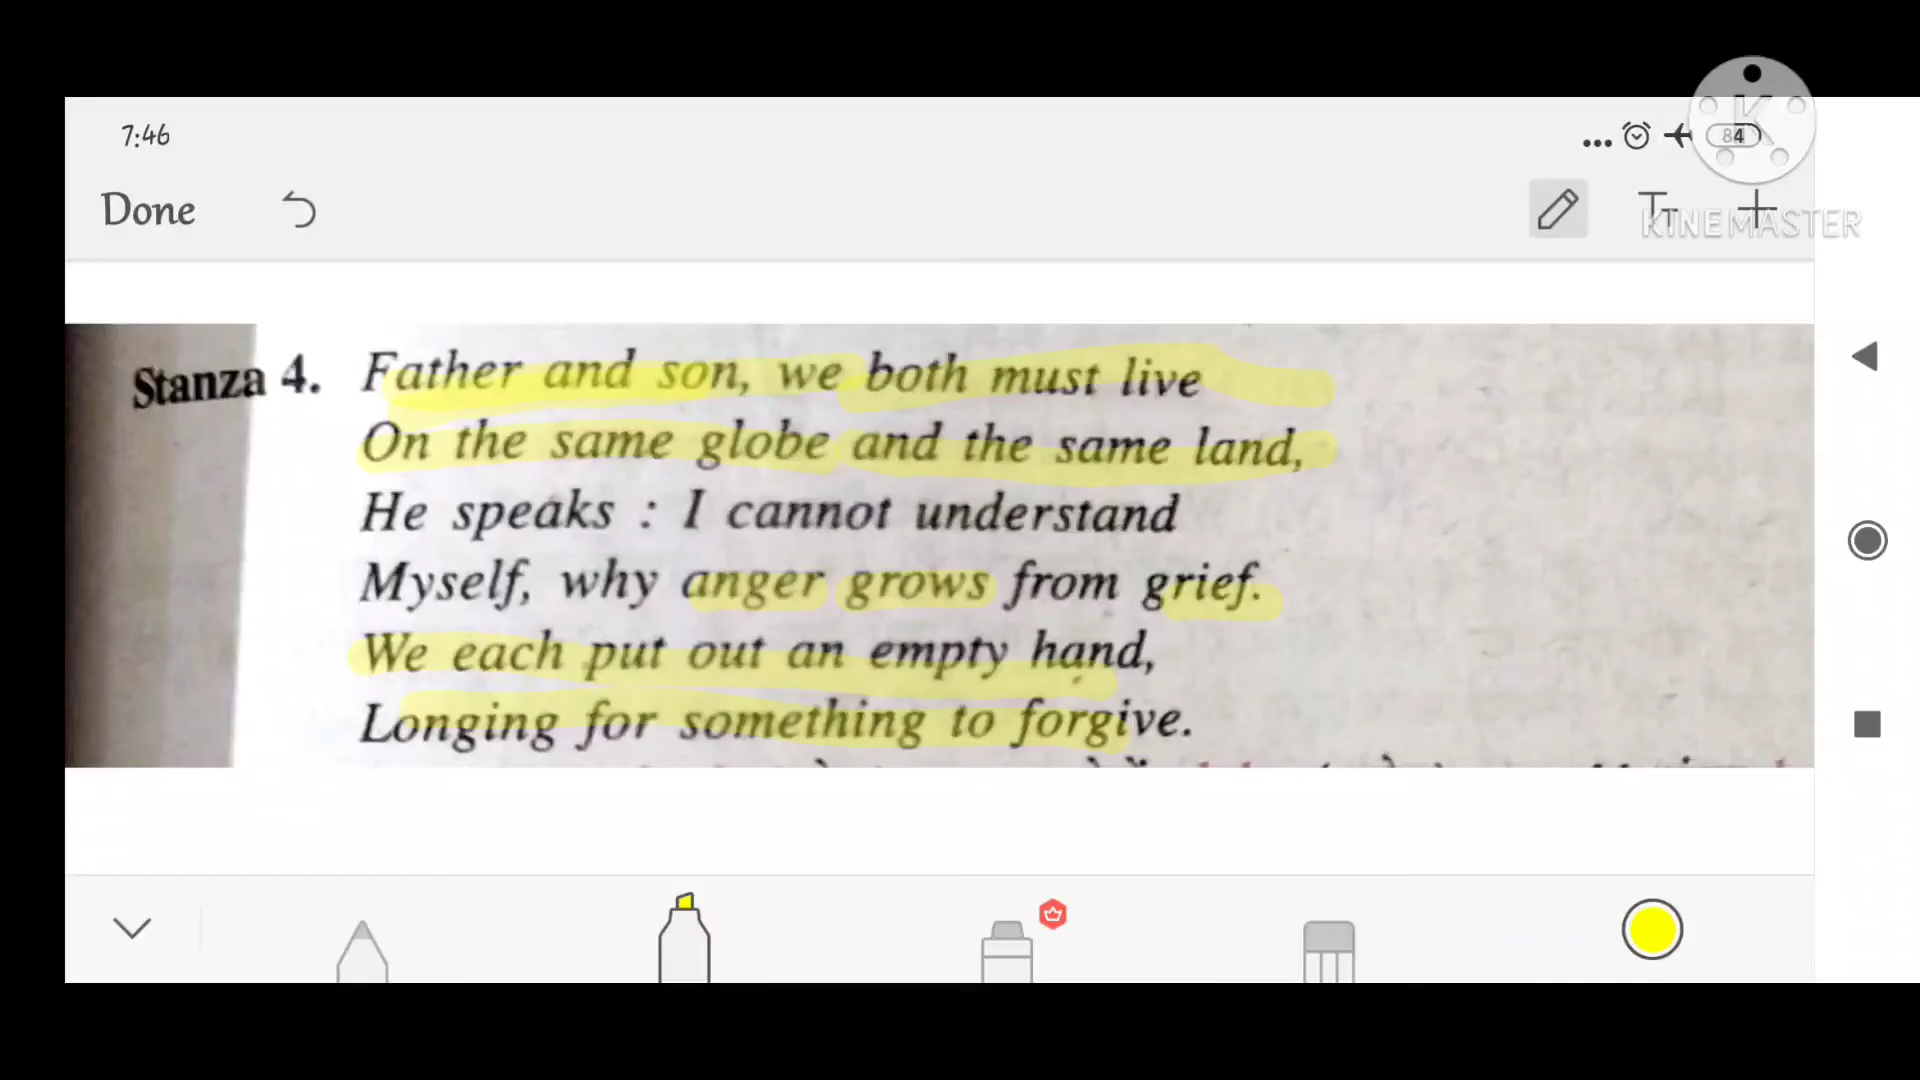 7:46
84
Done
KINEMASTER
Stanza 4. Father and son, we both must live
On the same globe and the same land,
He speaks : I cannot understand
Myself, why anger grows from grief.
We each put out an empty hand,
Longing for something to forgive.